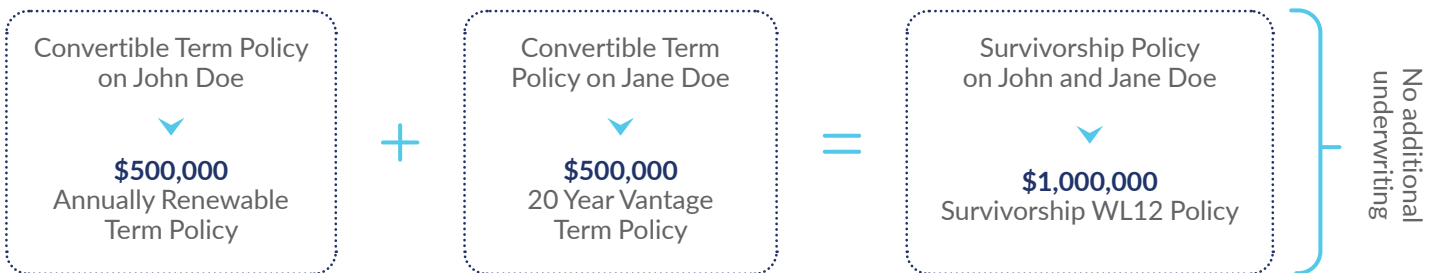 Convertible Term Policy
on John Doe
$500,000
Annually Renewable
Term Policy
+
Convertible Term
Policy on Jane Doe
$500,000
20 Year Vantage
Term Policy
=
Survivorship Policy
on John and Jane Doe
$1,000,000
Survivorship WL12 Policy
No additional
underwriting